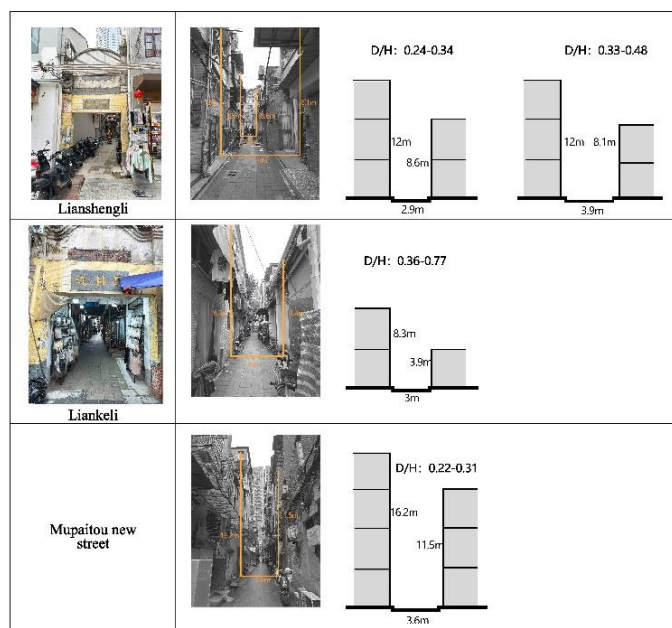 D/H: 0.24-0.34
D/H: 0.33-0.48
12m
8.6m
12m
8.1m
2.9m
3.9m
Lianshengli
D/H: 0.36-0.77
8.3m
3.9m
3m
Liankeli
D/H: 0.22-0.31
16.2m
11.5m
3.6m
Mupaitou new
street